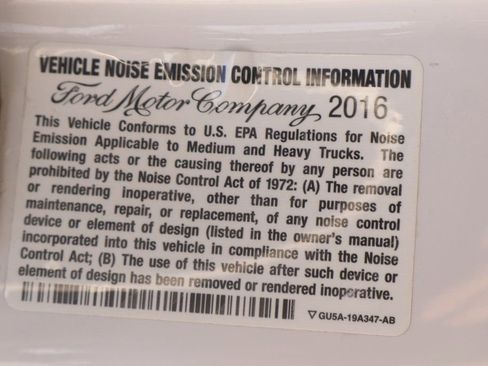 VEHICLE NOISE EMISSION CONTROL INFORMATION
Ford Motor Company 2016
This Vehicle Conforms to U.S. EPA Regulations for Noise
Emission Applicable to Medium and Heavy Trucks. The
following acts or the causing thereof by any person are
prohibited by the Noise Control Act of 1972: (A) The removal
or rendering inoperative, other than for purposes of
maintenance, repair, or replacement, of any noise control
device or element of design (listed in the owner's manual)
incorporated into this vehicle in compliance with the Noise
Control Act; (B) The use of this vehicle after such device or
element of design has been removed or rendered inoperative.
▽ GU5A-19A347-AB